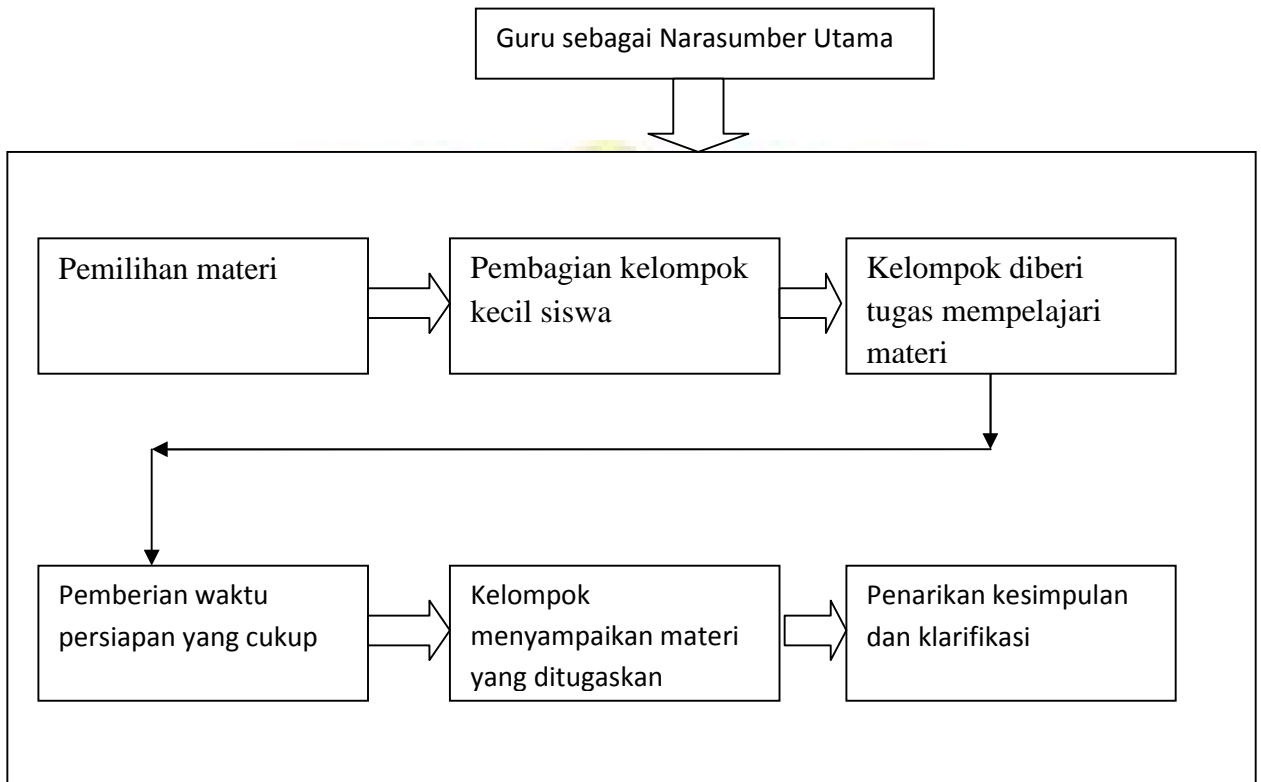 Guru sebagai Narasumber Utama
Pemilihan materi
Pembagian kelompok
kecil siswa
Kelompok diberi
tugas mempelajari
materi
Pemberian waktu
persiapan yang cukup
Kelompok
menyampaikan materi
yang ditugaskan
Penarikan kesimpulan
dan klarifikasi